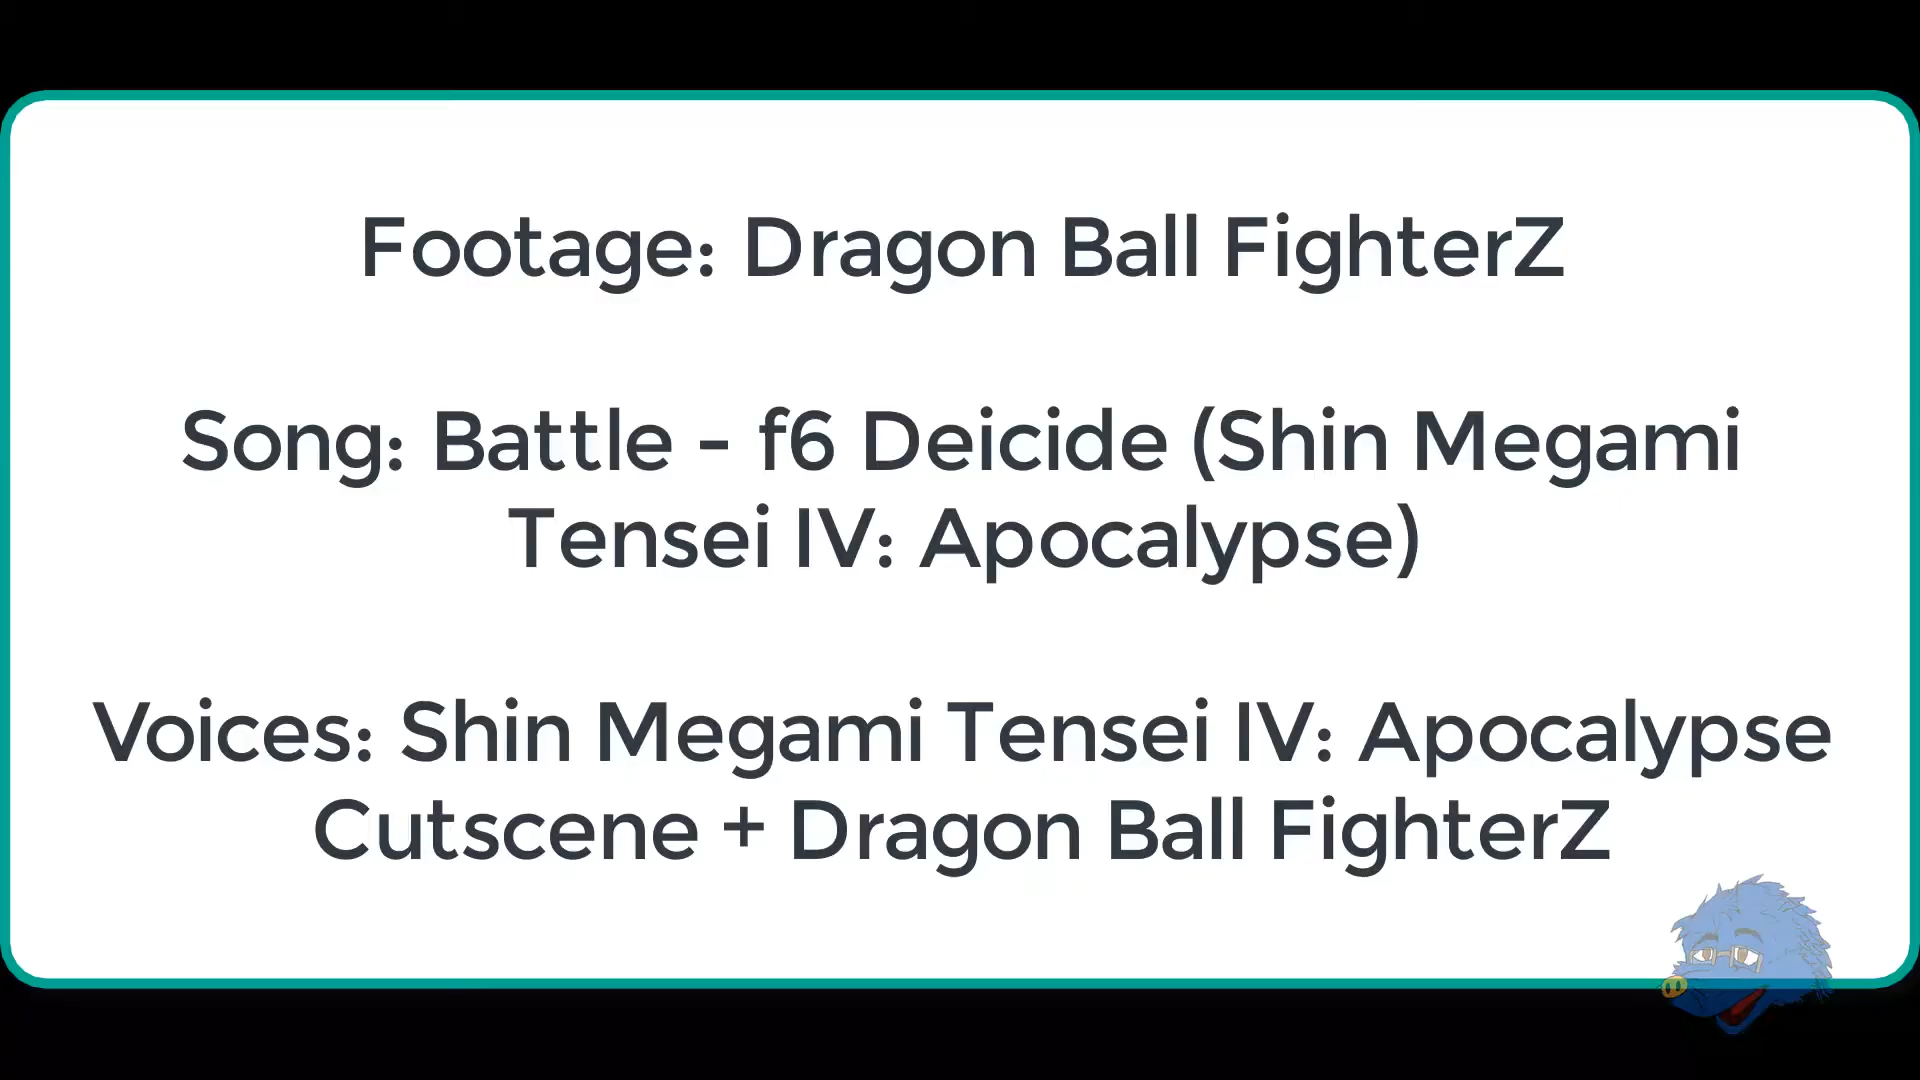 Footage: Dragon Ball FighterZ
Song: Battle - f6 Deicide (Shin Megami
Tensei IV: Apocalypse)
Voices: Shin Megami Tensei IV: Apocalypse
Cutscene + Dragon Ball FighterZ